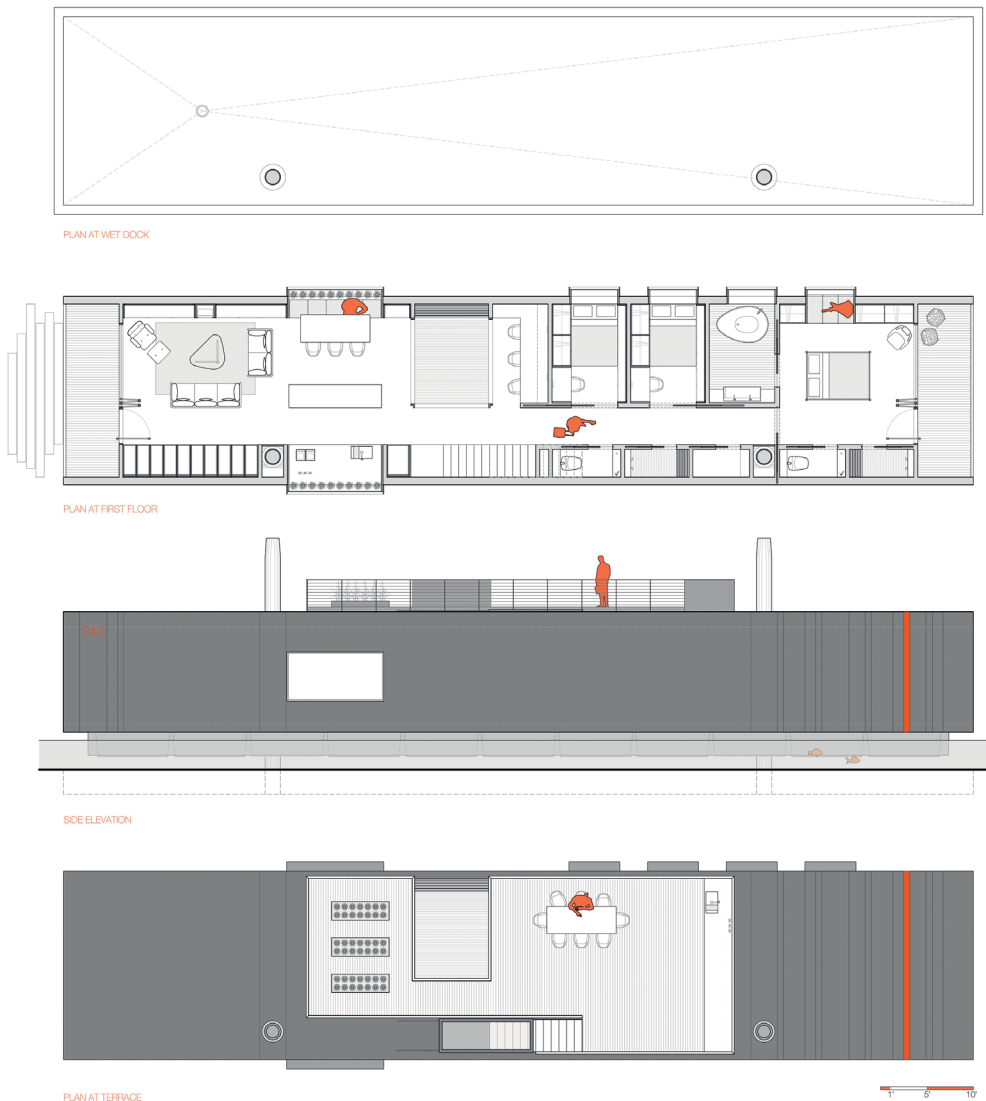 PLAN AT WET DOCK
PLAN AT FIRST FLOOR
SIDE ELEVATION
PLAN AT TERRACE
1' 5' 10'